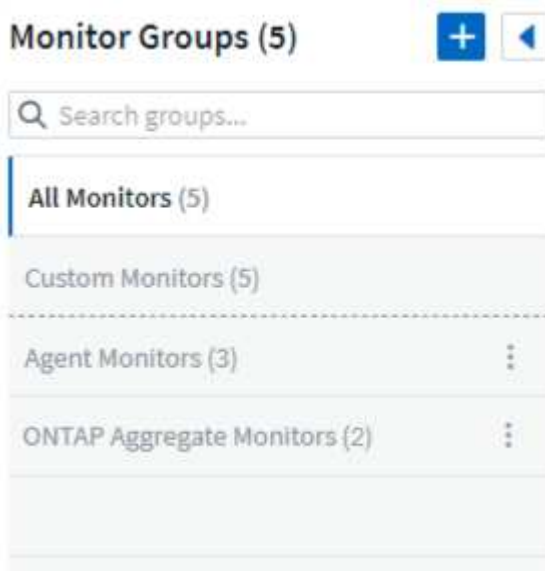 Monitor Groups (5)
Search groups...
All Monitors (5)
Custom Monitors (5)
Agent Monitors (3)
ONTAP Aggregate Monitors (2)